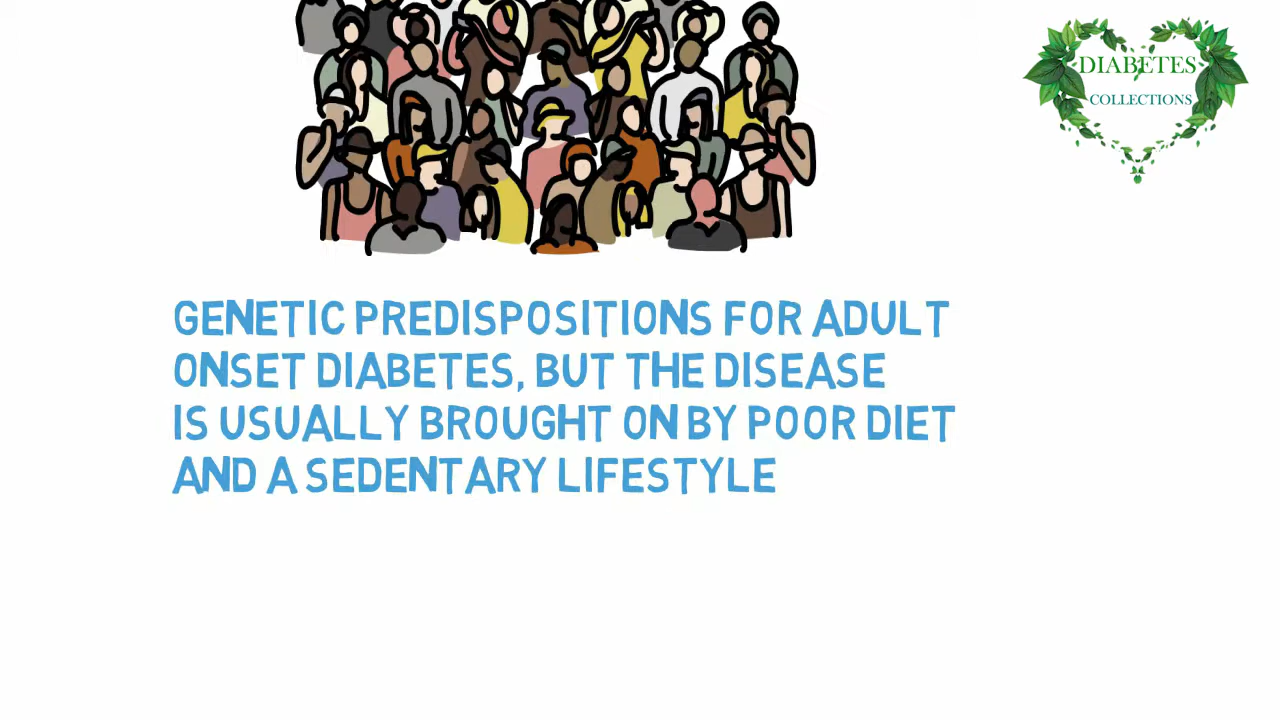 DIABETES
COLLECTIONS
GENETIC PREDISPOSITIONS FOR ADULT
ONSET DIABETES, BUT THE DISEASE
IS USUALLY BROUGHT ON BY POOR DIET
AND A SEDENTARY LIFESTYLE